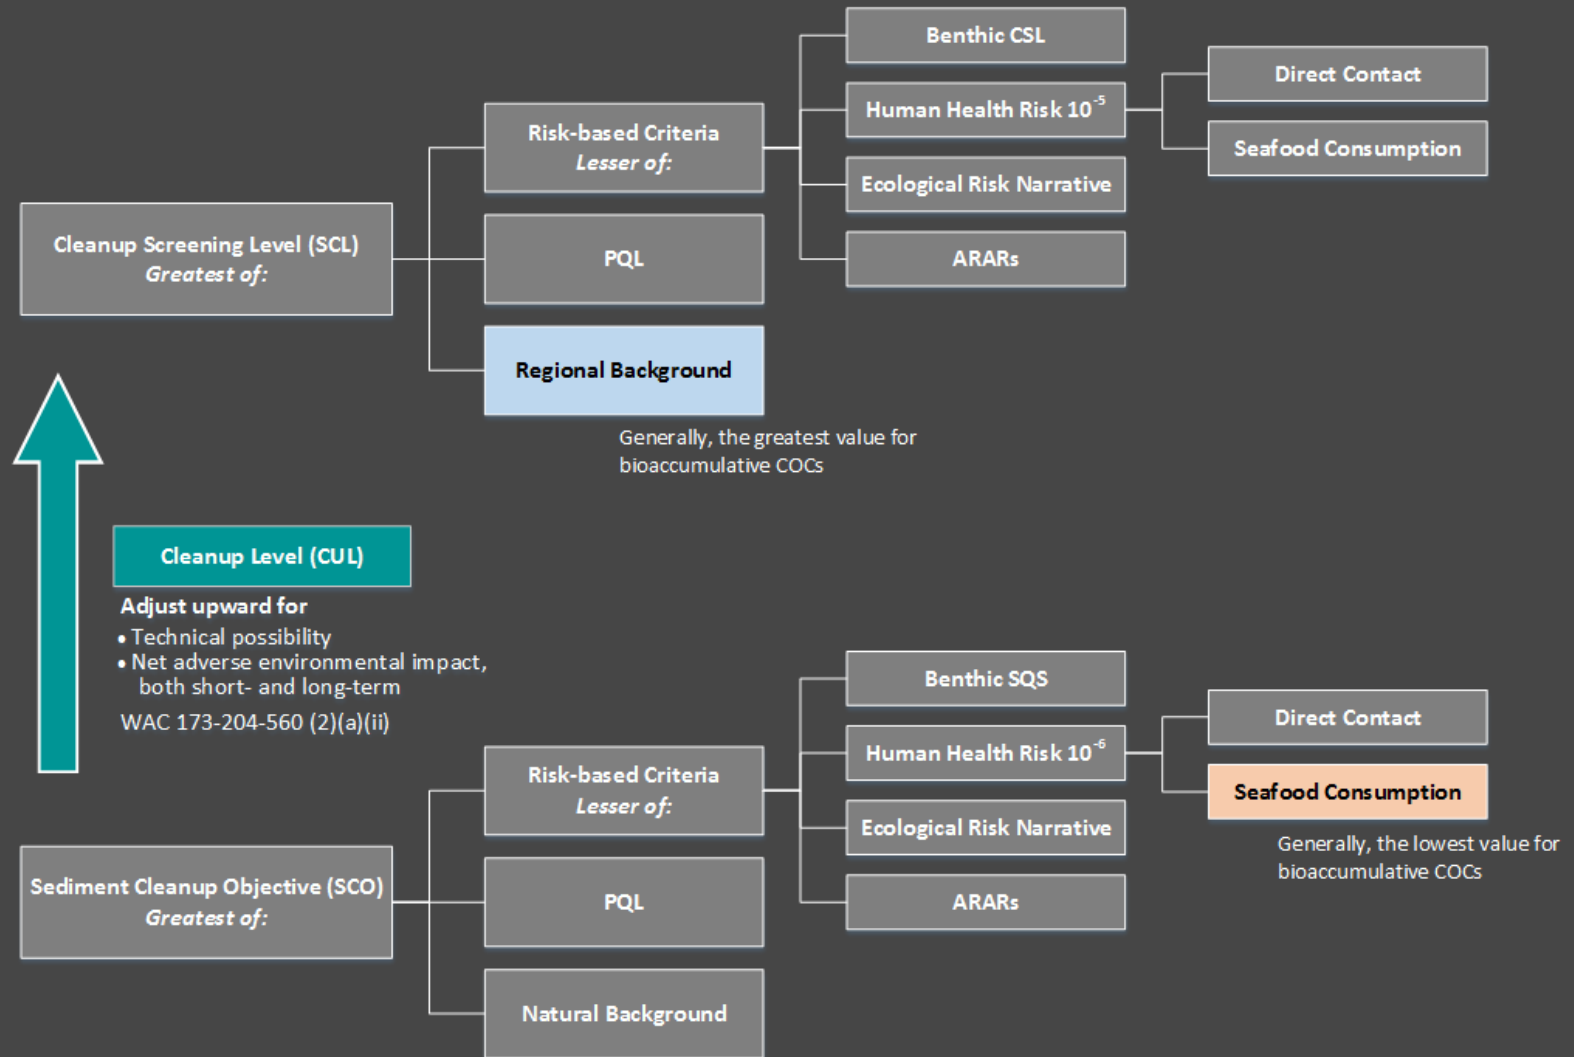 Cleanup Screening Level (SCL)
Greatest of:
Risk-based Criteria
Lesser of:
PQL
Regional Background
Generally, the greatest value for
bioaccumulative COCs
Benthic CSL
Human Health Risk 10-5
Ecological Risk Narrative
ARARs
Direct Contact
Seafood Consumption
Cleanup Level (CUL)
Adjust upward for
• Technical possibility
• Net adverse environmental impact,
both short- and long-term
WAC 173-204-560 (2)(a)(ii)
Sediment Cleanup Objective (SCO)
Greatest of:
Risk-based Criteria
Lesser of:
PQL
Natural Background
Benthic SQS
Human Health Risk 10-6
Ecological Risk Narrative
ARARs
Direct Contact
Seafood Consumption
Generally, the lowest value for
bioaccumulative COCs